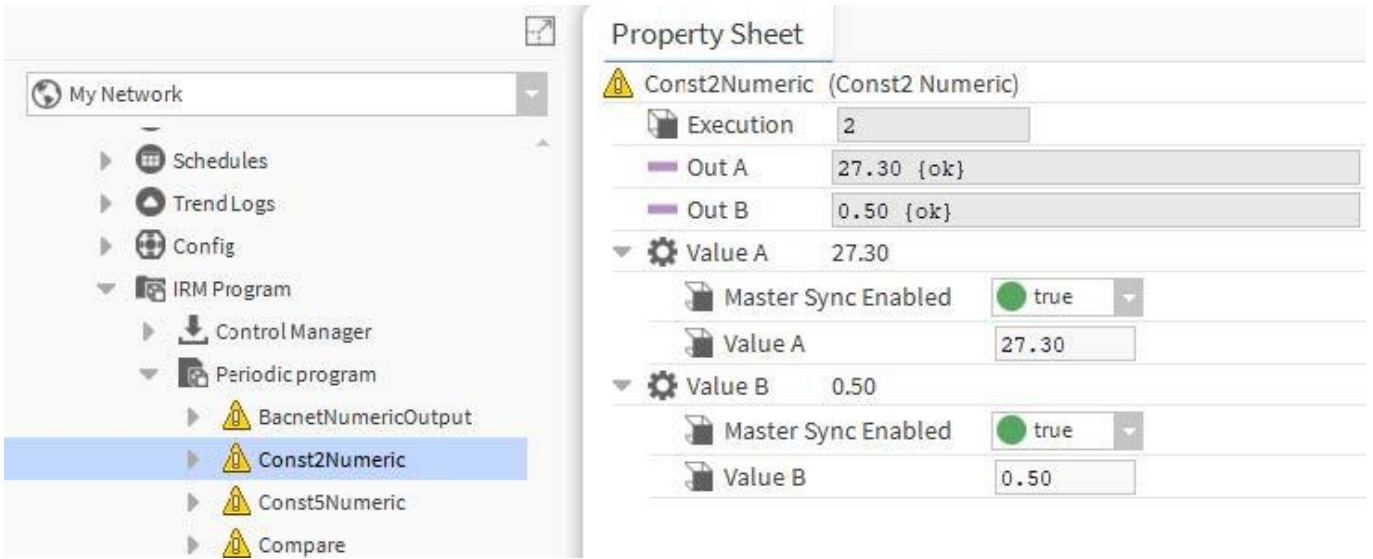 My Network
Schedules
Trend Logs
Config
IRM Program
Control Manager
Periodic program
BacnetNumericOutput
Const2Numeric
Const5Numeric
Compare
Property Sheet
Const2Numeric (Const2 Numeric)
Execution 2
Out A 27.30 {ok}
Out B 0.50 {ok}
Value A 27.30
Master Sync Enabled true
Value A 27.30
Value B 0.50
Master Sync Enabled true
Value B 0.50